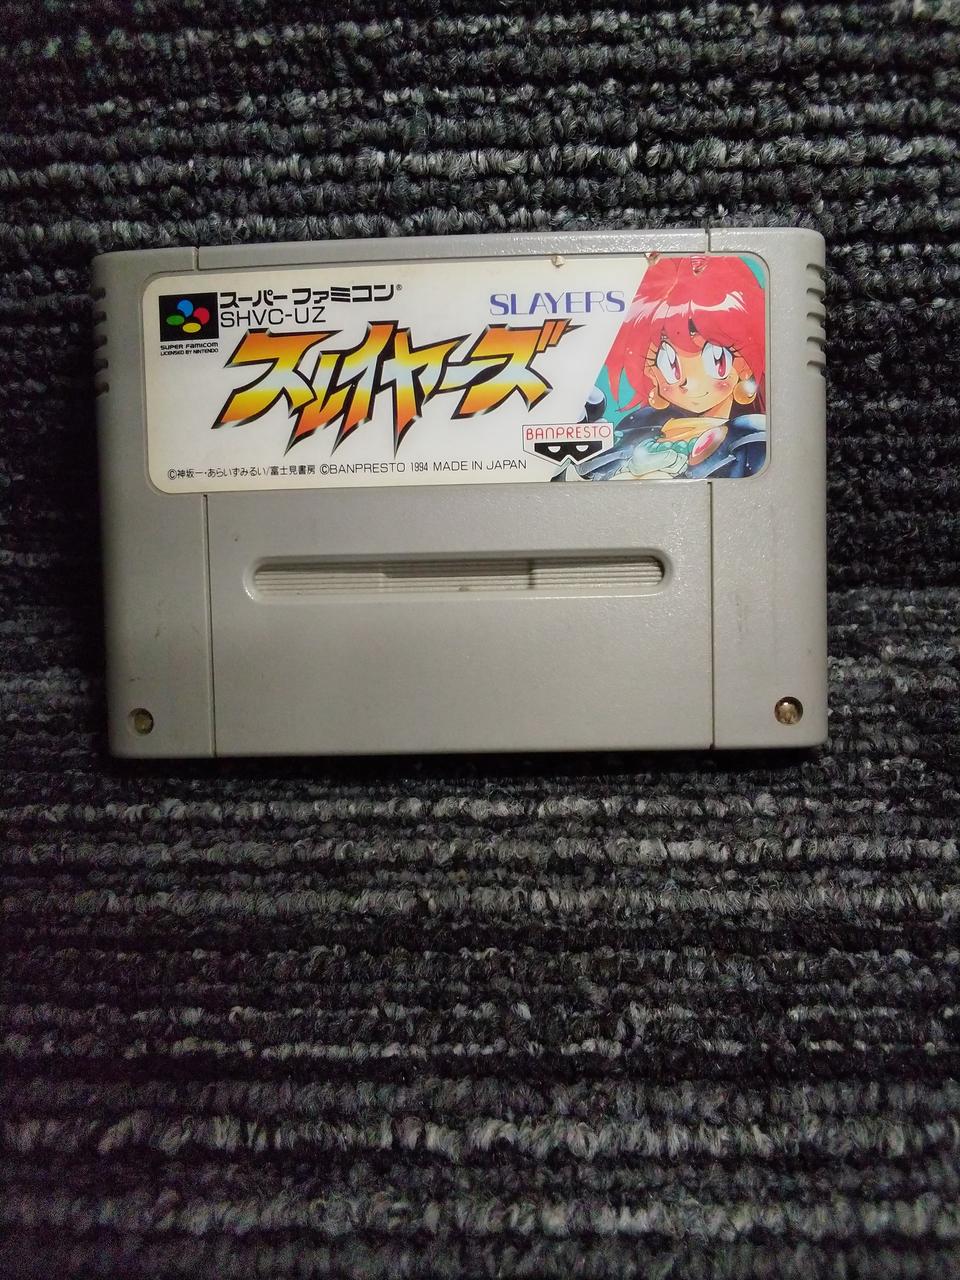 スーパーファミコン®
SHVC-UZ
SUPER FAMICOM
LICENSED BY NINTENDO
SLAYERS
スレイヤーズ
BANPRESTO
©神坂一・あらいずみるい/富士見書房 ©BANPRESTO 1994 MADE IN JAPAN